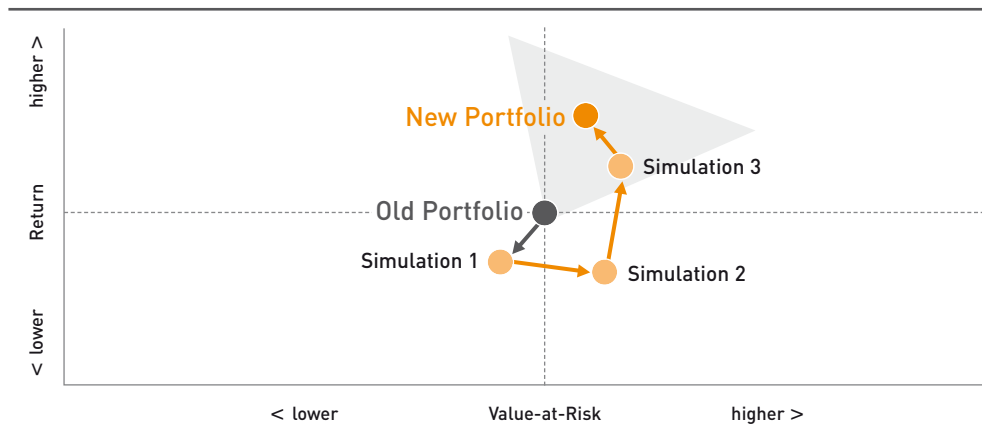 higher >
New Portfolio
Simulation 3
Return
Old Portfolio
Simulation 1
Simulation 2
< lower
< lower
Value-at-Risk
higher >